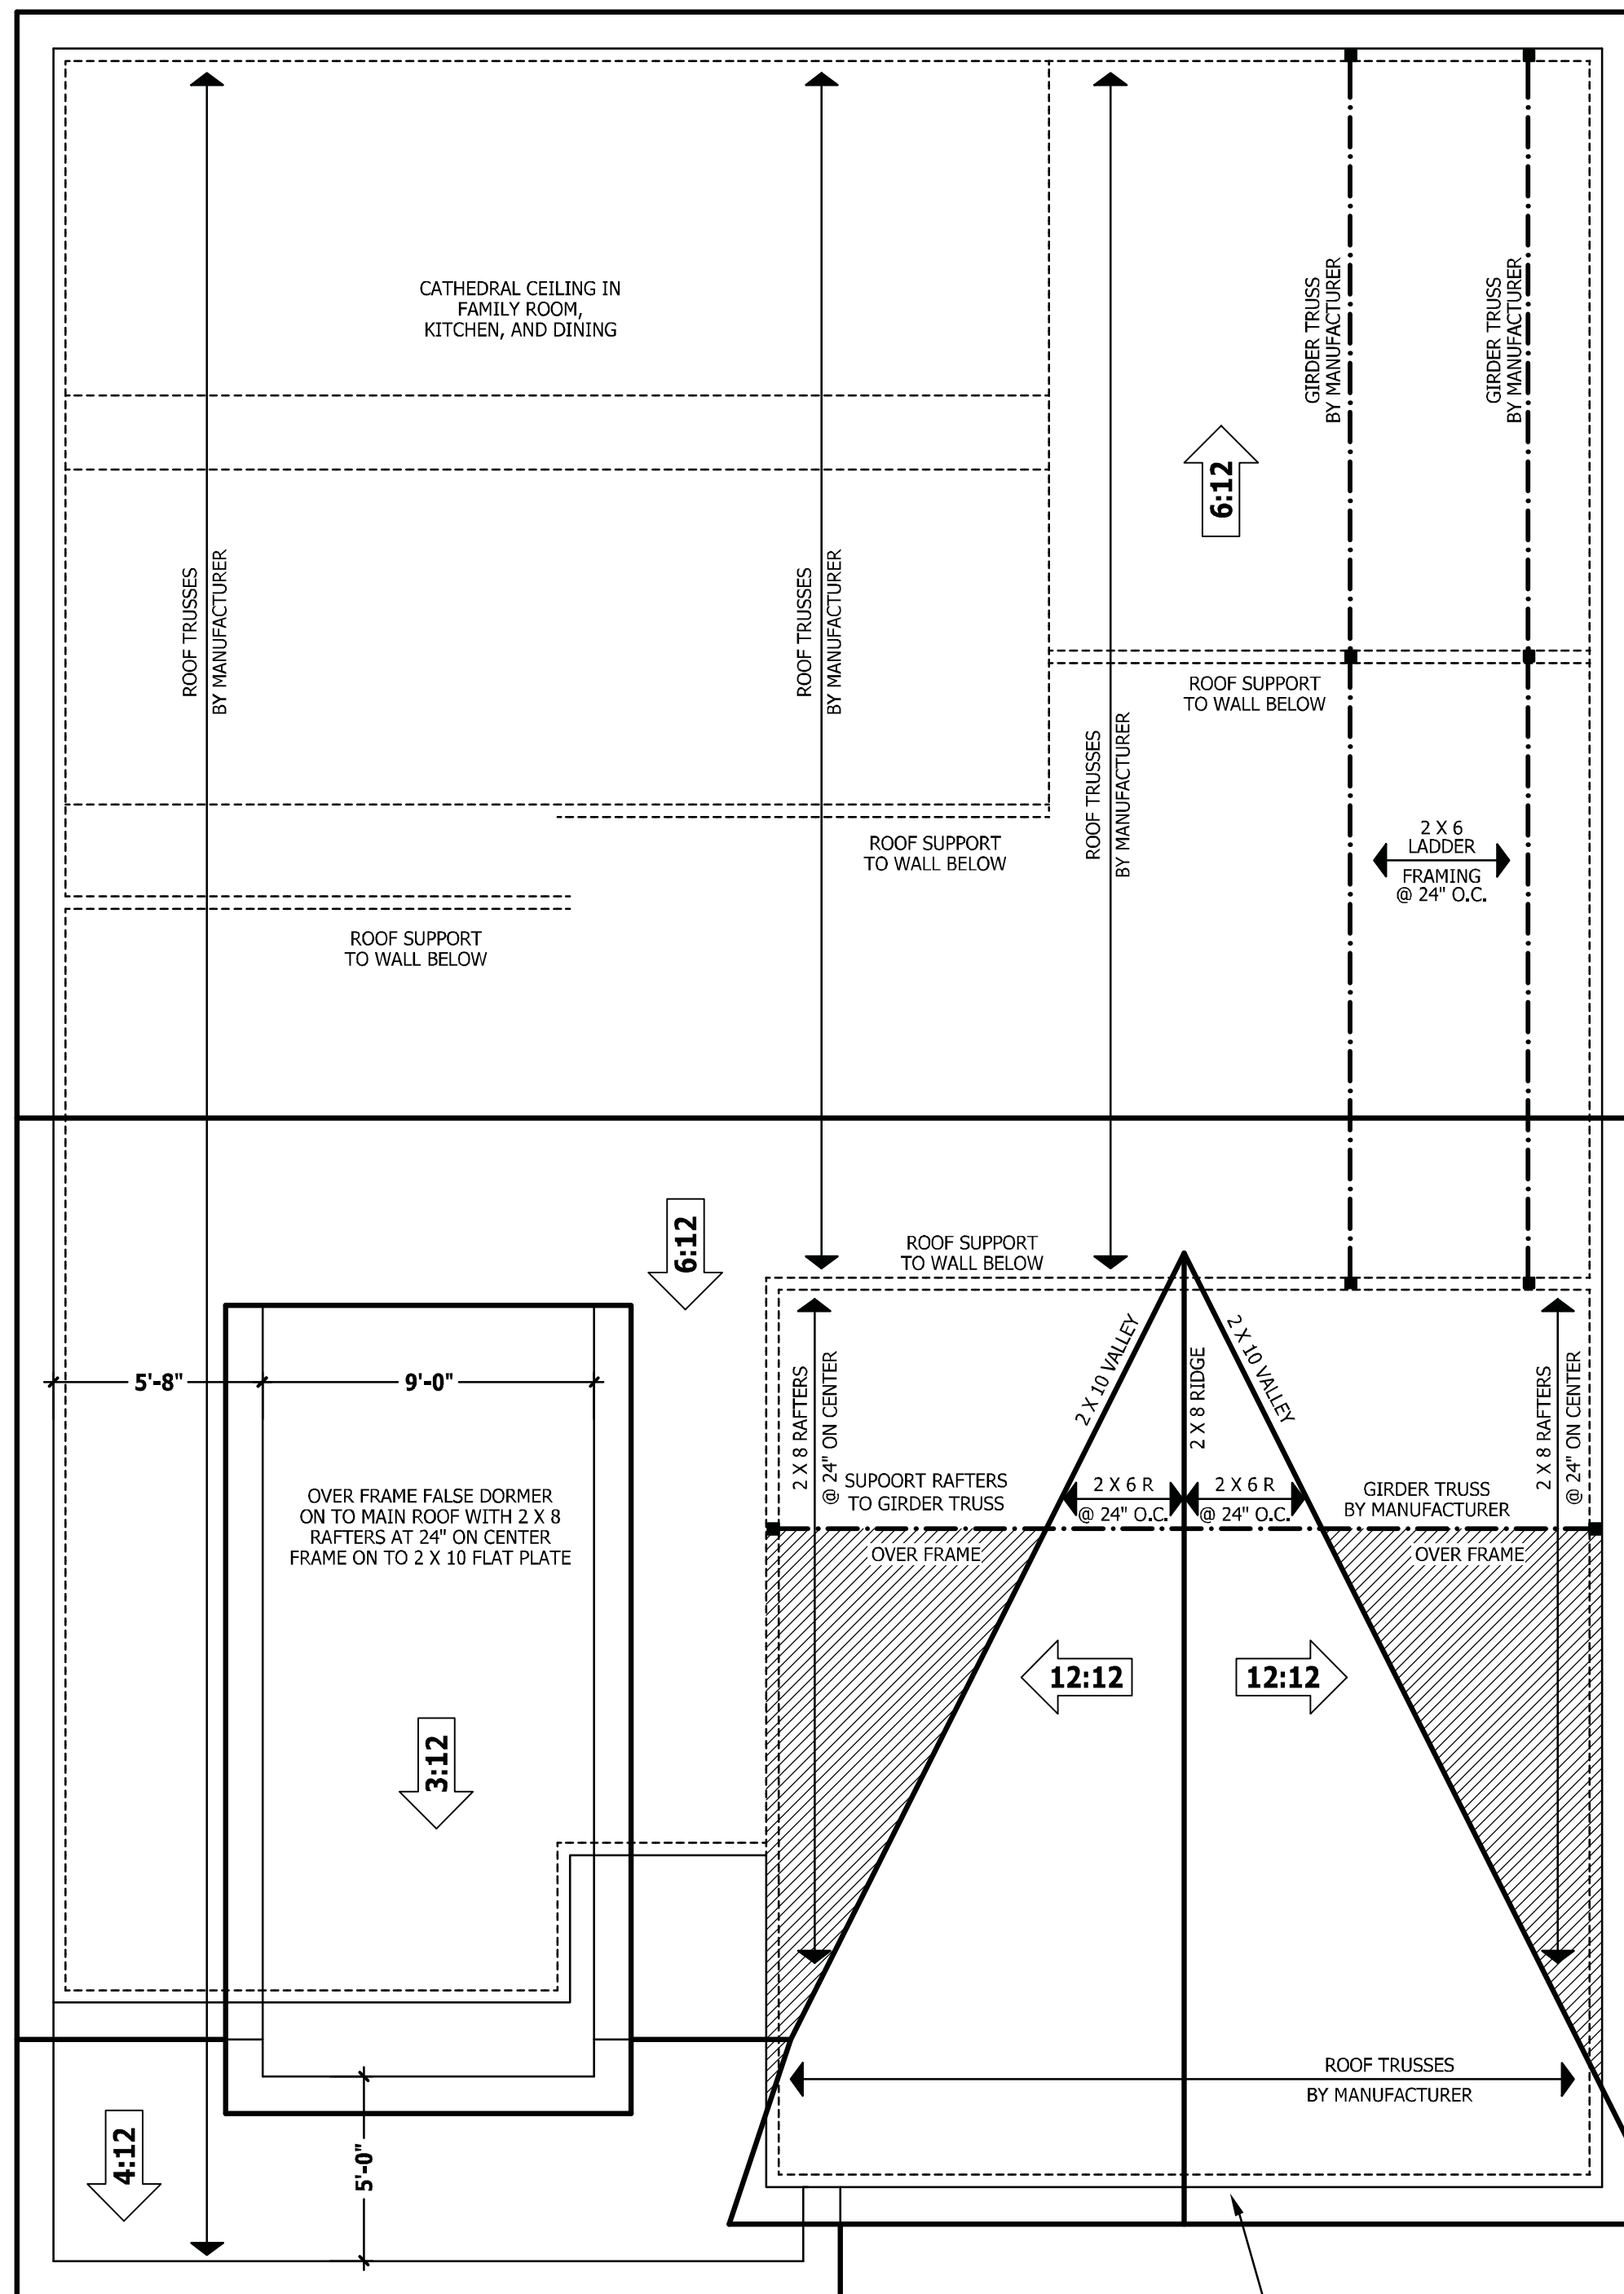 CATHEDRAL CEILING IN
FAMILY ROOM,
KITCHEN, AND DINING
GIRDER TRUSS
BY MANUFACTURER
GIRDER TRUSS
BY MANUFACTURER
6:12
ROOF TRUSSES
BY MANUFACTURER
ROOF TRUSSES
BY MANUFACTURER
ROOF TRUSSES
BY MANUFACTURER
ROOF SUPPORT
TO WALL BELOW
ROOF SUPPORT
TO WALL BELOW
2 X 6
LADDER
FRAMING
@ 24" O.C.
ROOF SUPPORT
TO WALL BELOW
6:12
ROOF SUPPORT
TO WALL BELOW
5'-8"
9'-0"
2 X 8 RAFTERS
@ 24" ON CENTER
2 X 10 VALLEY
2 X 8 RIDGE
2 X 10 VALLEY
2 X 8 RAFTERS
@ 24" ON CENTER
OVER FRAME FALSE DORMER
ON TO MAIN ROOF WITH 2 X 8
RAFTERS AT 24" ON CENTER
FRAME ON TO 2 X 10 FLAT PLATE
SUPOORT RAFTERS
TO GIRDER TRUSS
2 X 6 R
@ 24" O.C.
2 X 6 R
@ 24" O.C.
GIRDER TRUSS
BY MANUFACTURER
OVER FRAME
OVER FRAME
12:12
12:12
3:12
ROOF TRUSSES
BY MANUFACTURER
4:12
5'-0"